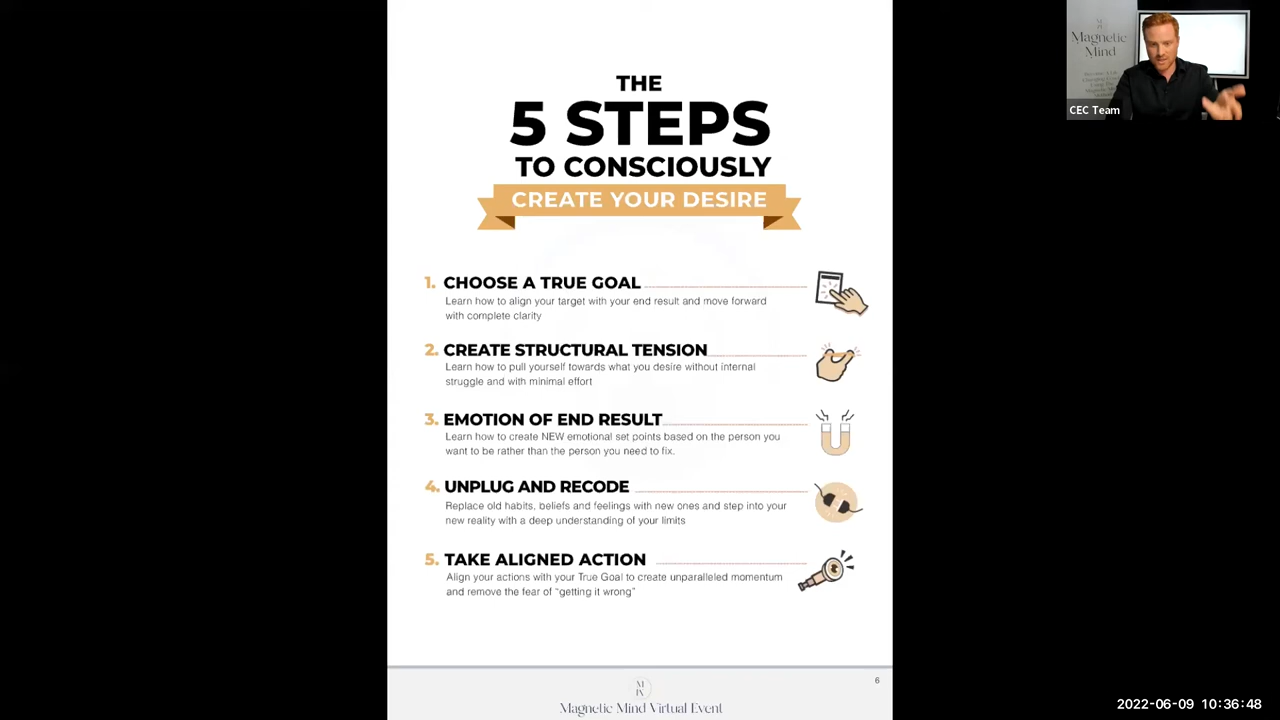 THE
5 STEPS
TO CONSCIOUSLY
CREATE YOUR DESIRE
1. CHOOSE A TRUE GOAL
Learn how to align your target with your end result and move forward
with complete clarity
2. CREATE STRUCTURAL TENSION
Learn how to pull yourself towards what you desire without internal
struggle and with minimal effort
3. EMOTION OF END RESULT
Learn how to create NEW emotional set points based on the person you
want to be rather than the person you need to fix.
4. UNPLUG AND RECODE
Replace old habits, beliefs and feelings with new ones and step into your
new reality with a deep understanding of your limits
5. TAKE ALIGNED ACTION
Align your actions with your True Goal to create unparalleled momentum
and remove the fear of “getting it wrong”
6
Magnetic Mind Virtual Event
Magnetic
Mind
CEC Team
2022-06-09 10:36:48